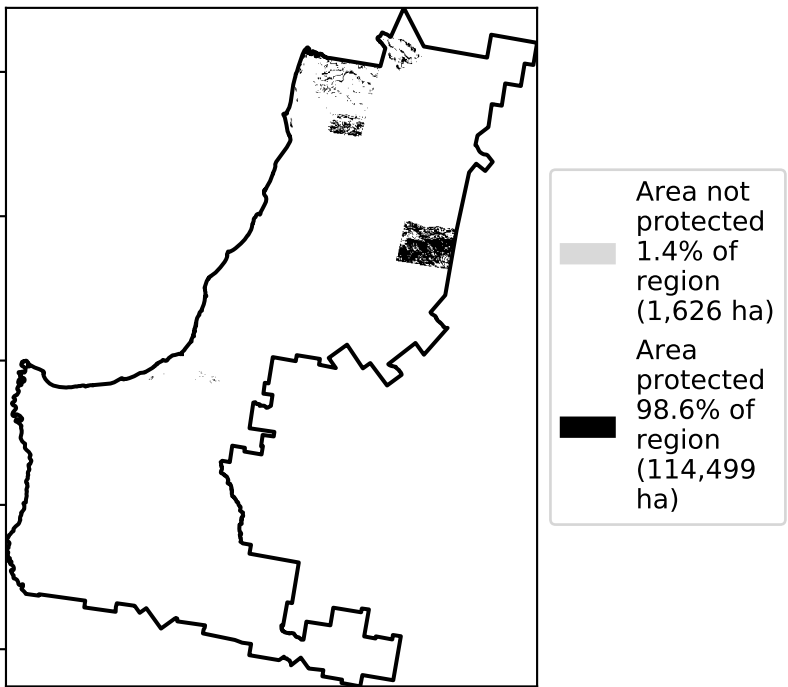 Area not
protected
1.4% of
region
(1,626 ha)
Area
protected
98.6% of
region
(114,499
ha)